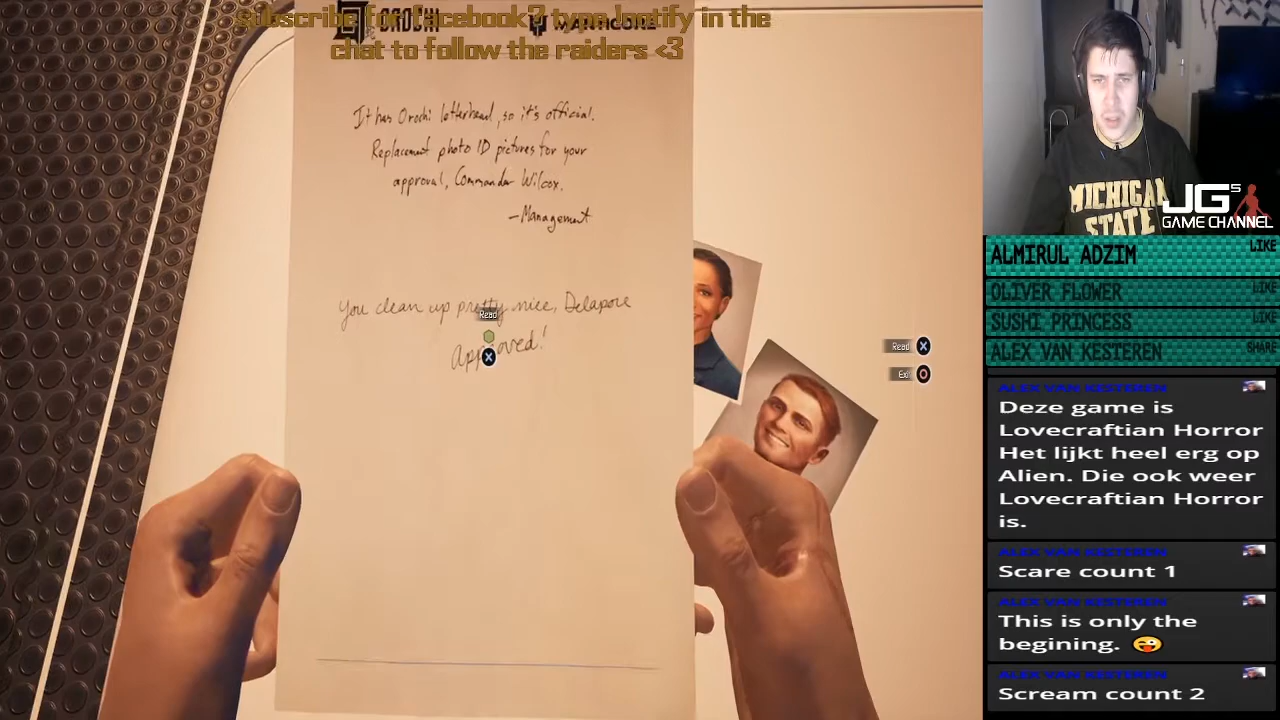 subscribe for facebook? type !notify in the
chat to follow the raiders <3
OROCHI
MANTICORE
It has Orochi letterhead, so it's official.
Replacement photo ID pictures for your
approval, Commander Wilcox.
-Management
You clean up pretty nice, Delapore
Approved!
Read
X
Read X
Exit O
MICHIGAN
STATE
JGS
GAME CHANNEL
ALMIRUL ADZIM LIKE
OLIVER FLOWER LIKE
SUSHI PRINCESS LIKE
ALEX VAN KESTEREN SHARE
ALEX VAN KESTEREN
Deze game is
Lovecraftian Horror
Het lijkt heel erg op
Alien. Die ook weer
Lovecraftian Horror
is.
ALEX VAN KESTEREN
Scare count 1
ALEX VAN KESTEREN
This is only the
begining. 😜
ALEX VAN KESTEREN
Scream count 2